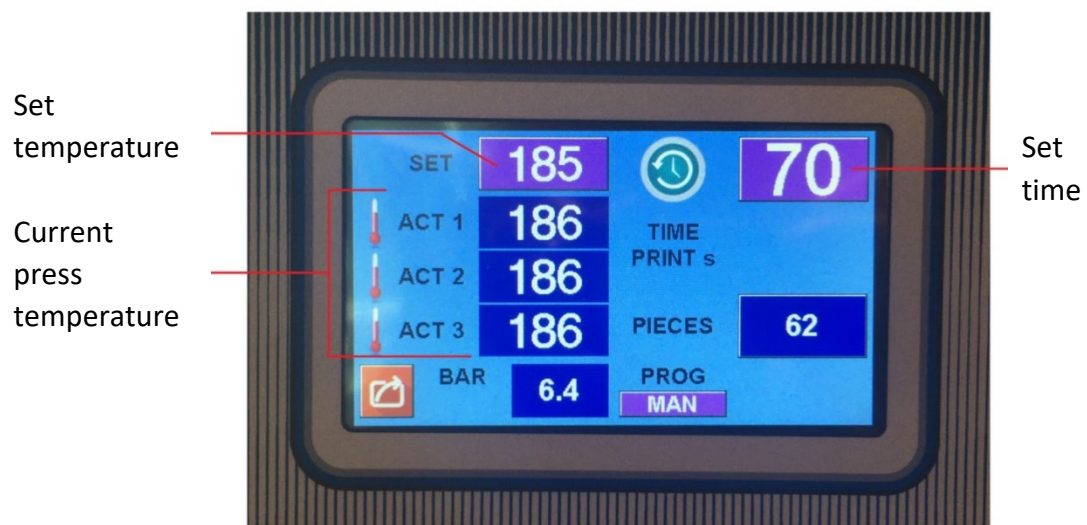 Set
temperature
Current
press
temperature
SET 185 70
ACT 1 186 TIME
PRINT s
ACT 2 186
ACT 3 186 PIECES 62
BAR 6.4 PROG
MAN
Set
time